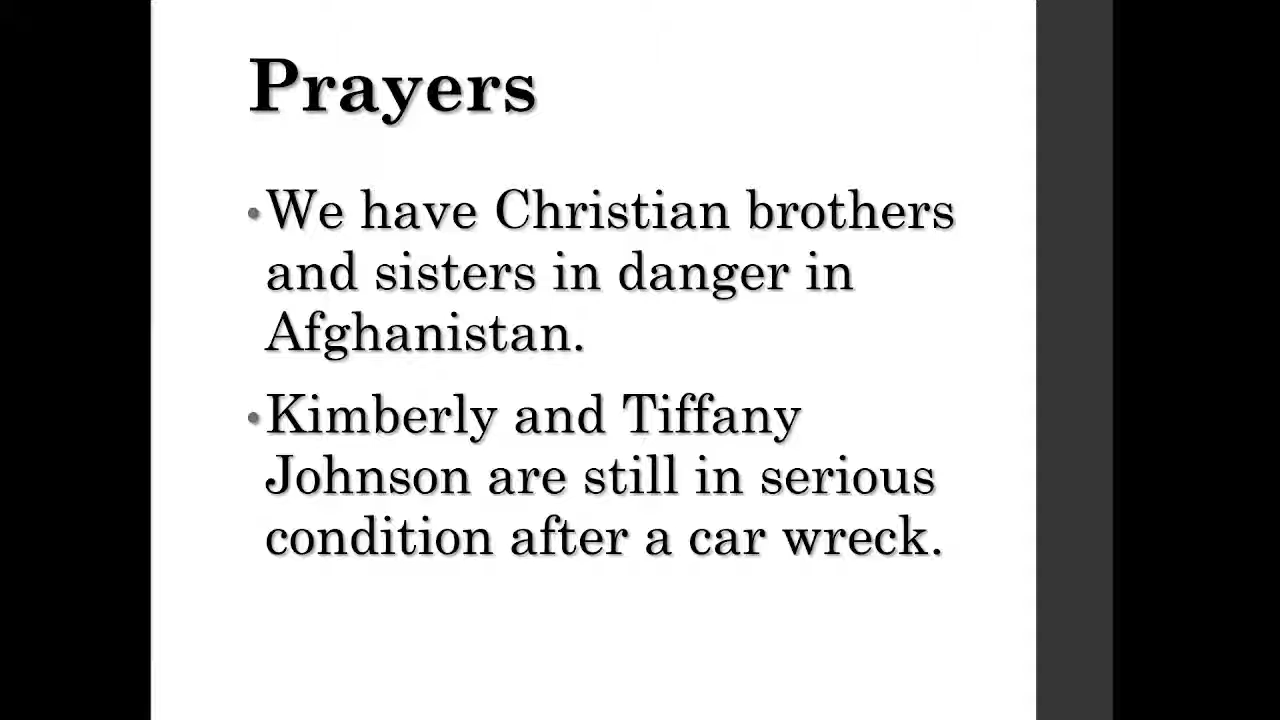 Prayers
•We have Christian brothers
and sisters in danger in
Afghanistan.
•Kimberly and Tiffany
Johnson are still in serious
condition after a car wreck.